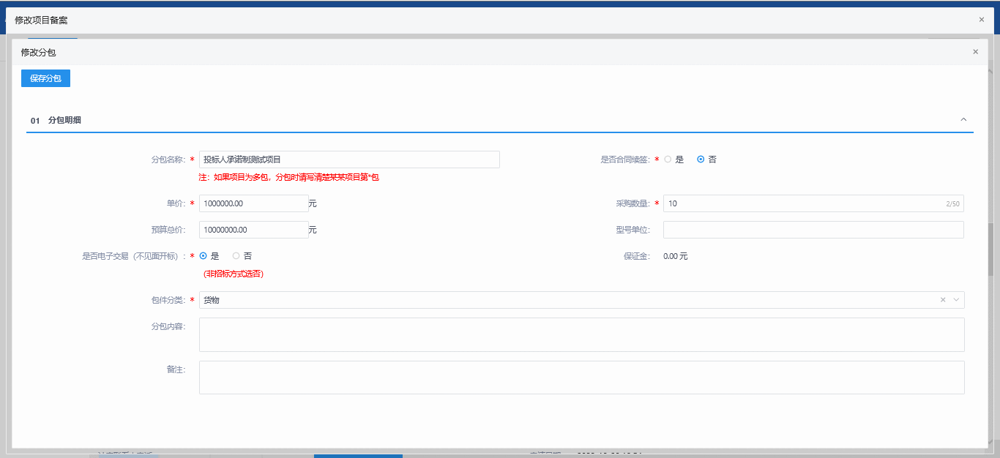 修改项目备案
修改分包
保存分包
01 分包明细
分包名称: * 投标人承诺制测试项目 是否合同续签: * 是 否
注：如果项目为多包，分包时请写清楚某某项目第*包
单价: * 1000000.00 元 采购数量: * 10 2/50
预算总价: 10000000.00 元 型号单位:
是否电子交易（不见面开标）: * 是 否 保证金: 0.00 元
(非招标方式选否)
包件分类: * 货物
分包内容:
备注: